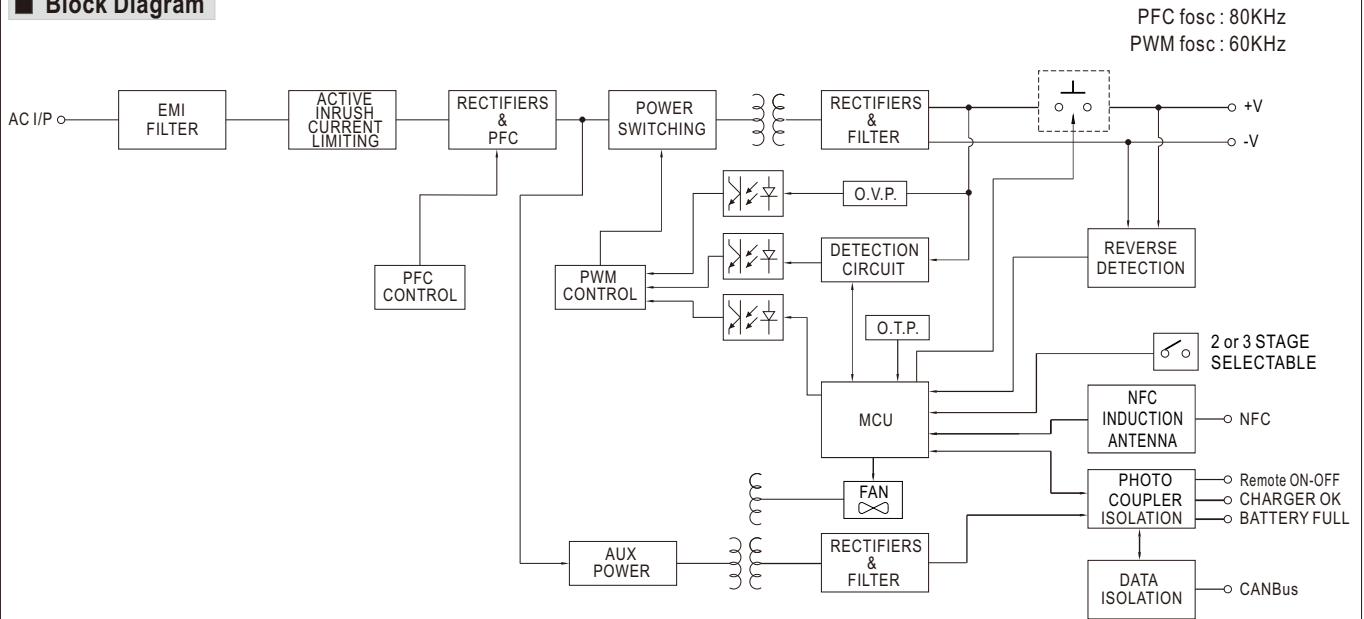 ■ Block Diagram
PFC fosc : 80KHz
PWM fosc : 60KHz
AC I/P
EMI
FILTER
ACTIVE
INRUSH
CURRENT
LIMITING
RECTIFIERS
&
PFC
POWER
SWITCHING
RECTIFIERS
&
FILTER
+V
-V
O.V.P.
PFC
CONTROL
PWM
CONTROL
DETECTION
CIRCUIT
REVERSE
DETECTION
O.T.P.
2 or 3 STAGE
SELECTABLE
MCU
NFC
INDUCTION
ANTENNA
NFC
FAN
PHOTO
COUPLER
ISOLATION
Remote ON-OFF
CHARGER OK
BATTERY FULL
AUX
POWER
RECTIFIERS
&
FILTER
DATA
ISOLATION
CANBus